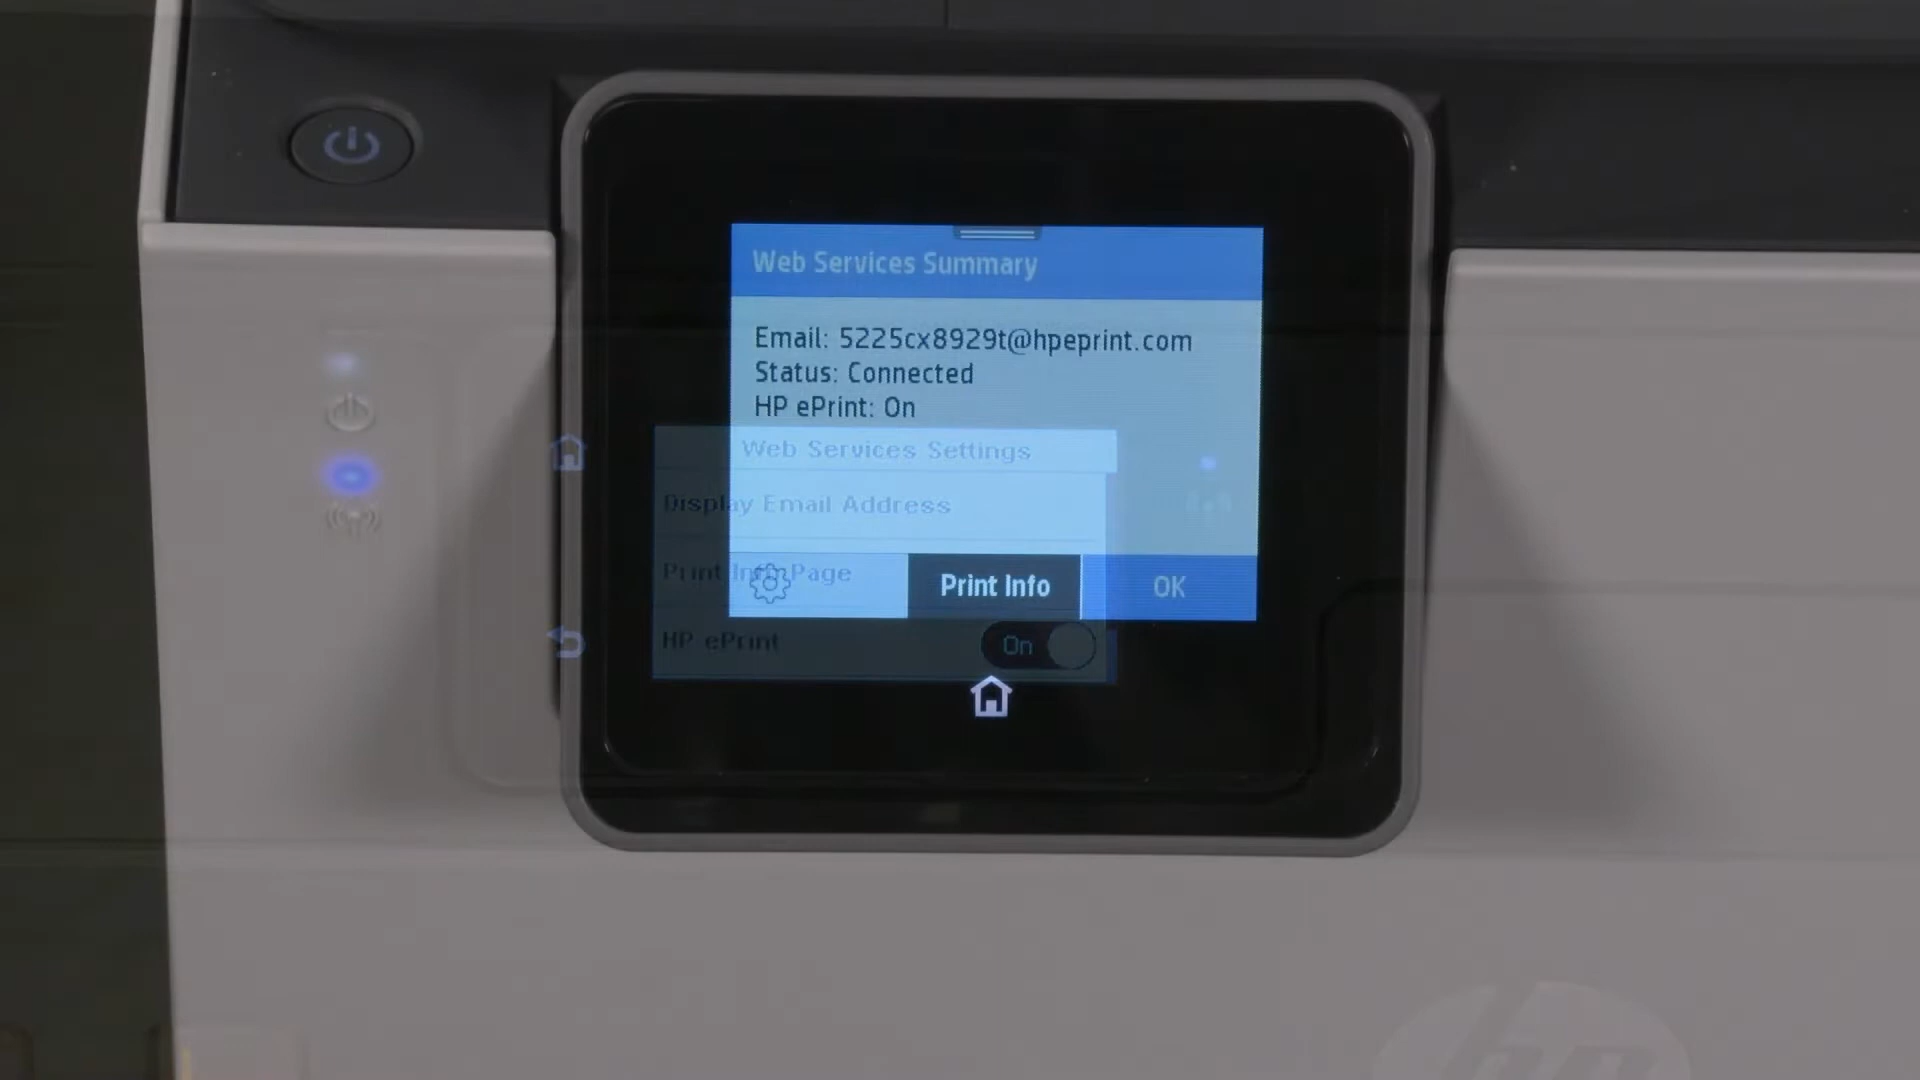 Web Services Summary
Email: 5225cx8929t@hpeprint.com
Status: Connected
HP ePrint: On
Web Services Settings
Display Email Address
Print Info Page
Print Info
OK
HP ePrint
On
hp